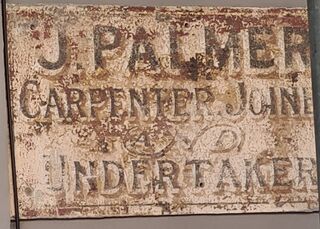 J. PALMER
CARPENTER. JOINE
AND
UNDERTAKER